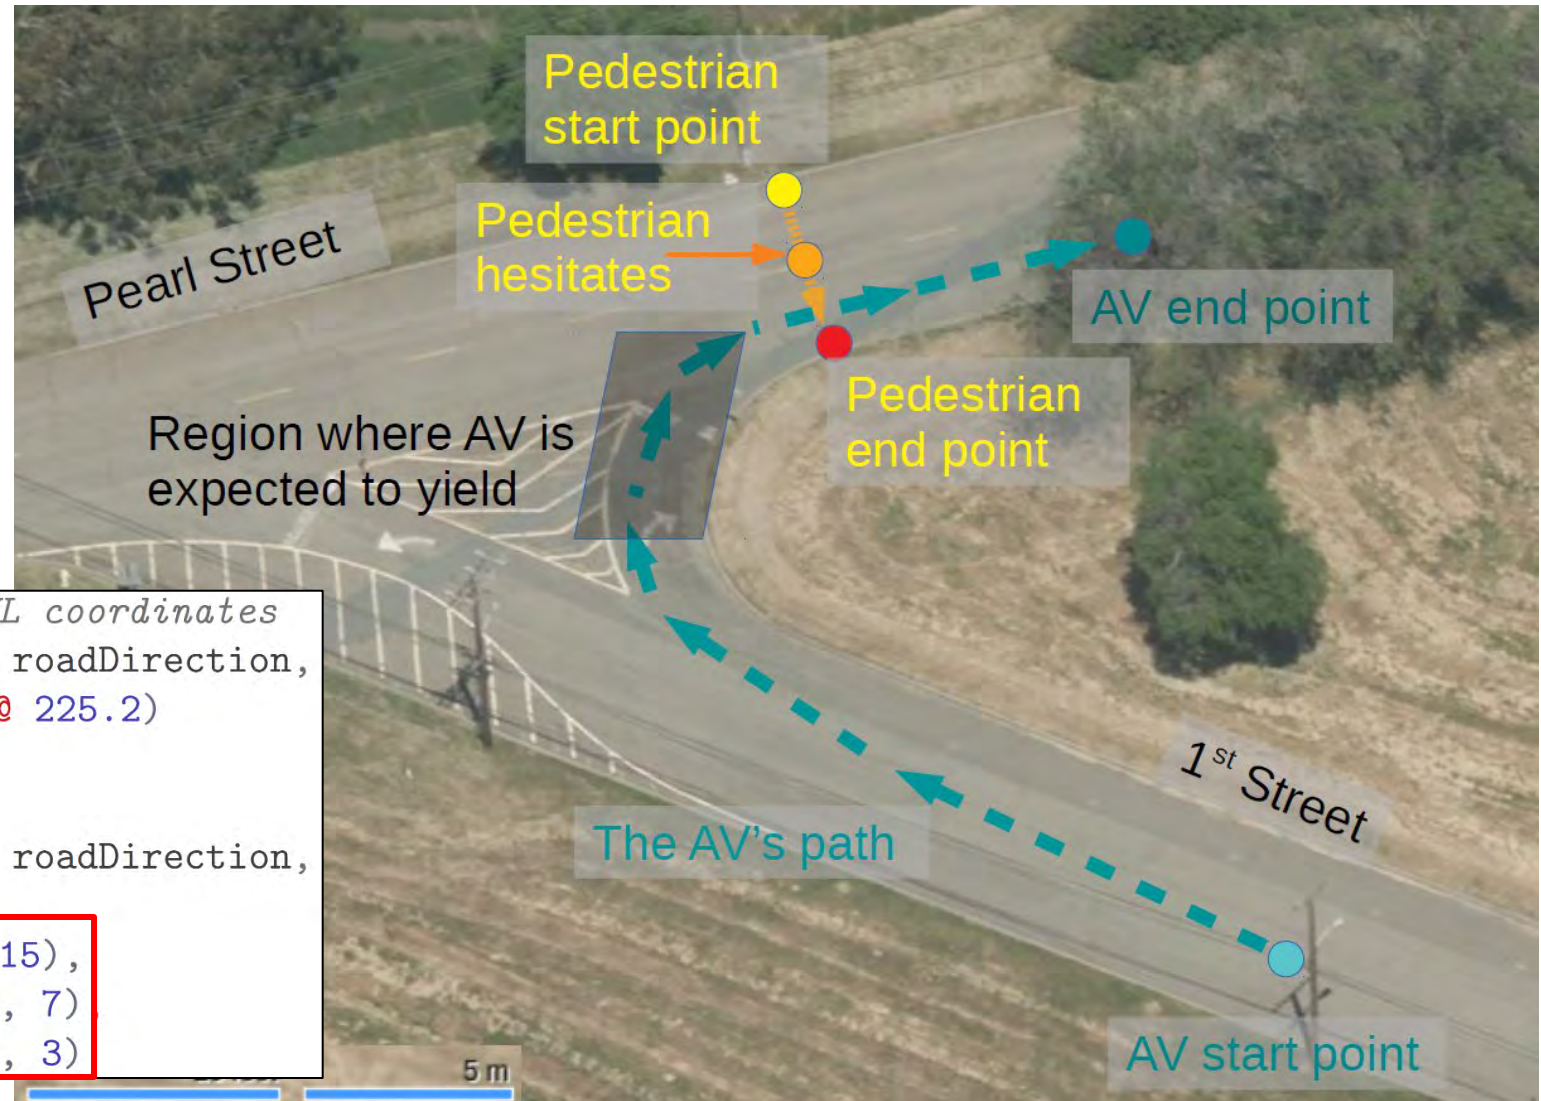 Pedestrian
start point
Pedestrian
hesitates
Pearl Street
AV end point
Pedestrian
end point
Region where AV is
expected to yield
L coordinates
roadDirection,
@ 225.2)
roadDirection,
15),
, 7)
, 3)
The AV's path
1st Street
AV start point
5 m